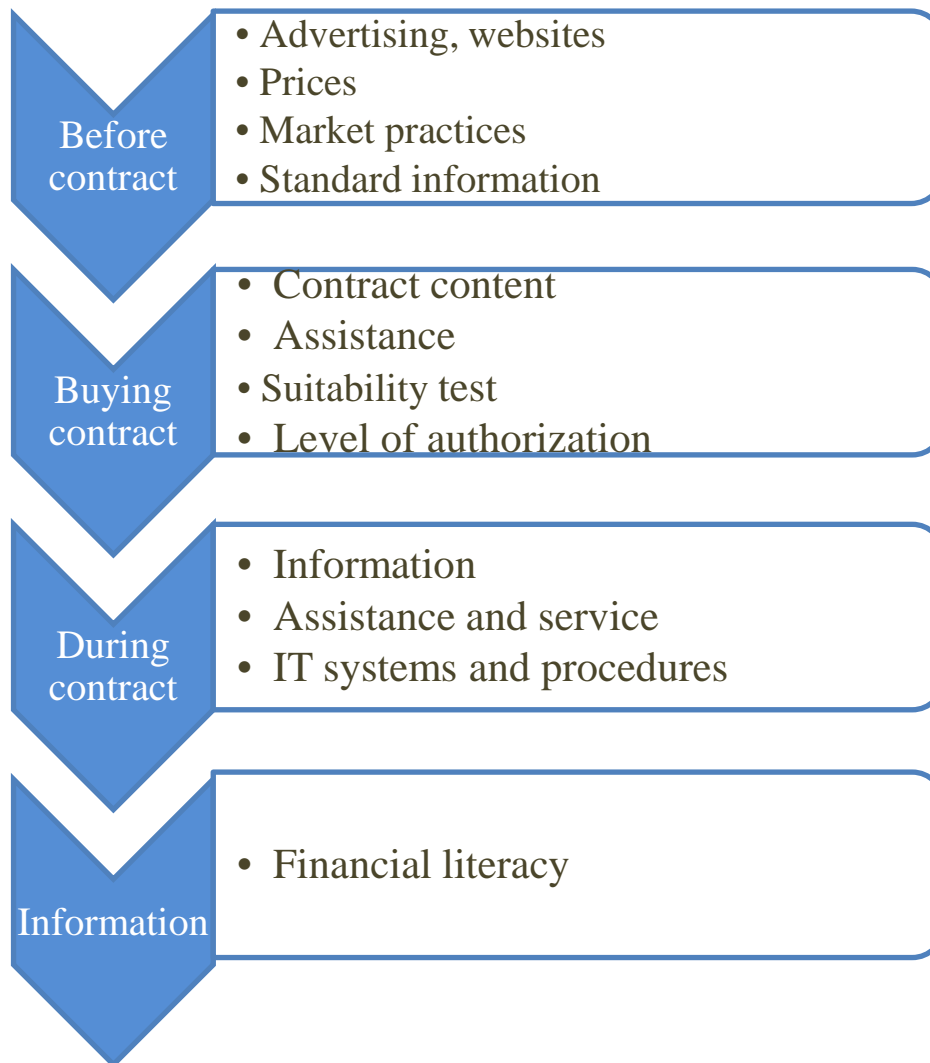 Before
contract
• Advertising, websites
• Prices
• Market practices
• Standard information
Buying
contract
• Contract content
• Assistance
• Suitability test
• Level of authorization
During
contract
• Information
• Assistance and service
• IT systems and procedures
Information
• Financial literacy